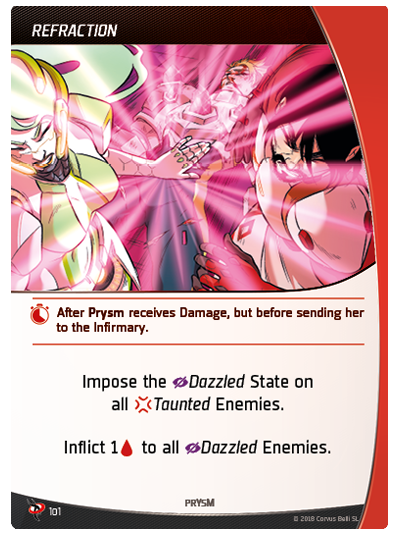 REFRACTION
After Prysm receives Damage, but before sending her
to the Infirmary.
Impose the Dazzled State on
all Taunted Enemies.
Inflict 1 to all Dazzled Enemies.
PRYSM
101
© 2018 Corvus Belli SL